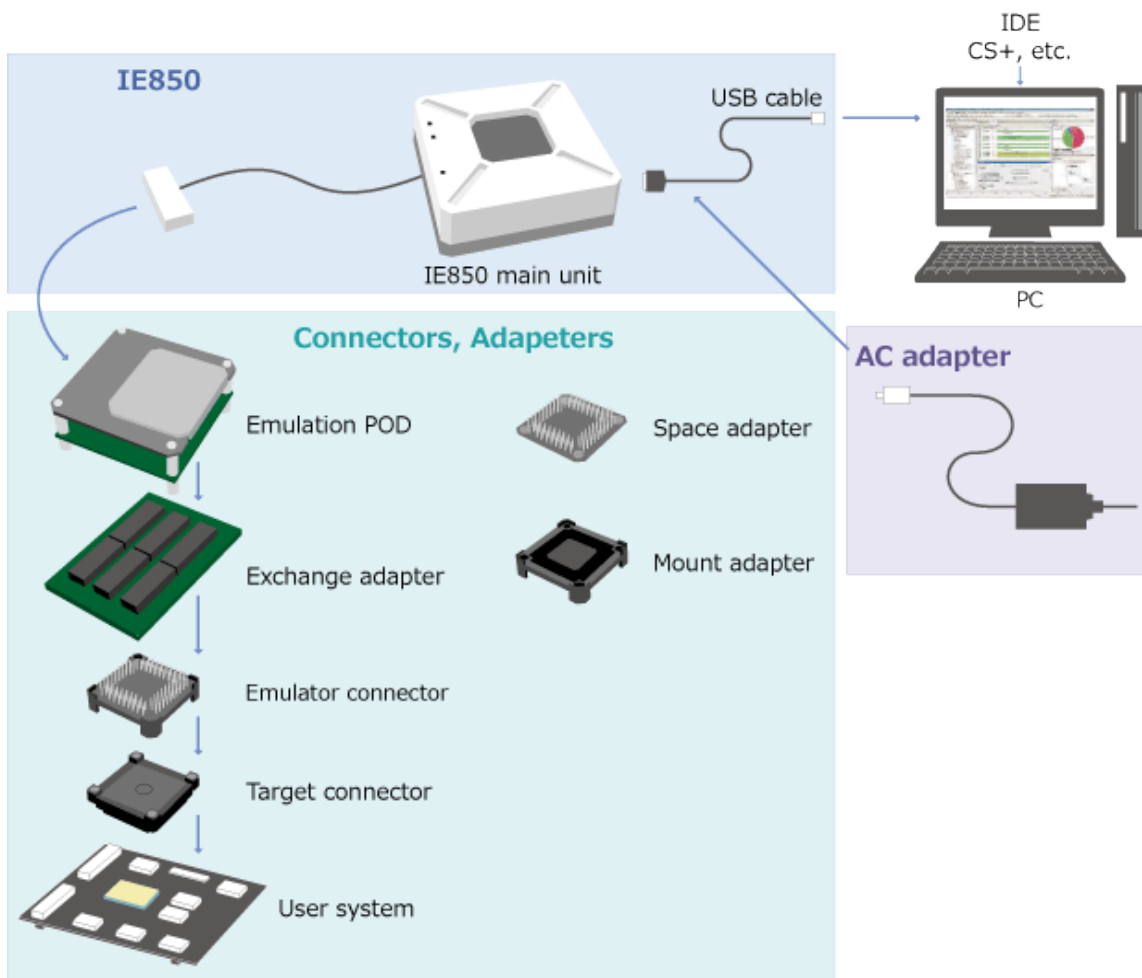 IDE
CS+, etc.
IE850
USB cable
IE850 main unit
PC
Connectors, Adapeters
AC adapter
Emulation POD
Space adapter
Exchange adapter
Mount adapter
Emulator connector
Target connector
User system